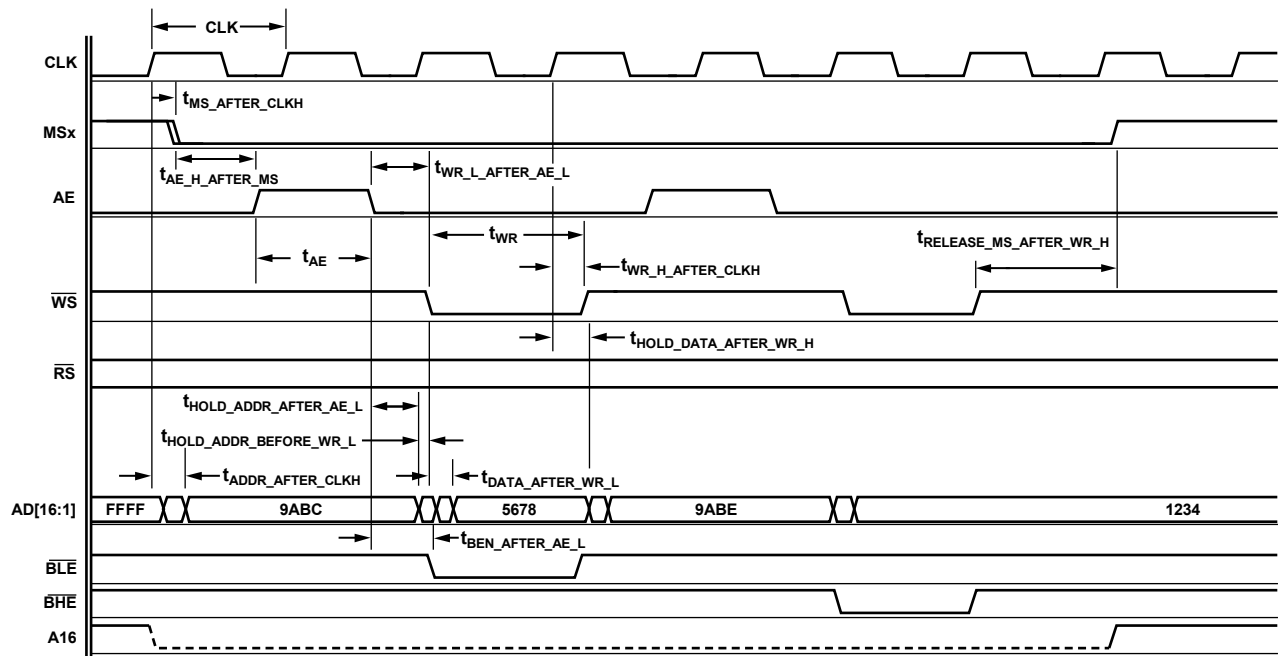 CLK
CLK
tMS_AFTER_CLKH
MSx
tAE_H_AFTER_MS
tWR_L_AFTER_AE_L
AE
tWR
tRELEASE_MS_AFTER_WR_H
tAE
tWR_H_AFTER_CLKH
WS
tHOLD_DATA_AFTER_WR_H
RS
tHOLD_ADDR_AFTER_AE_L
tHOLD_ADDR_BEFORE_WR_L
tADDR_AFTER_CLKH
tDATA_AFTER_WR_L
AD[16:1] FFFF 9ABC 5678 9ABE 1234
tBEN_AFTER_AE_L
BLE
BHE
A16